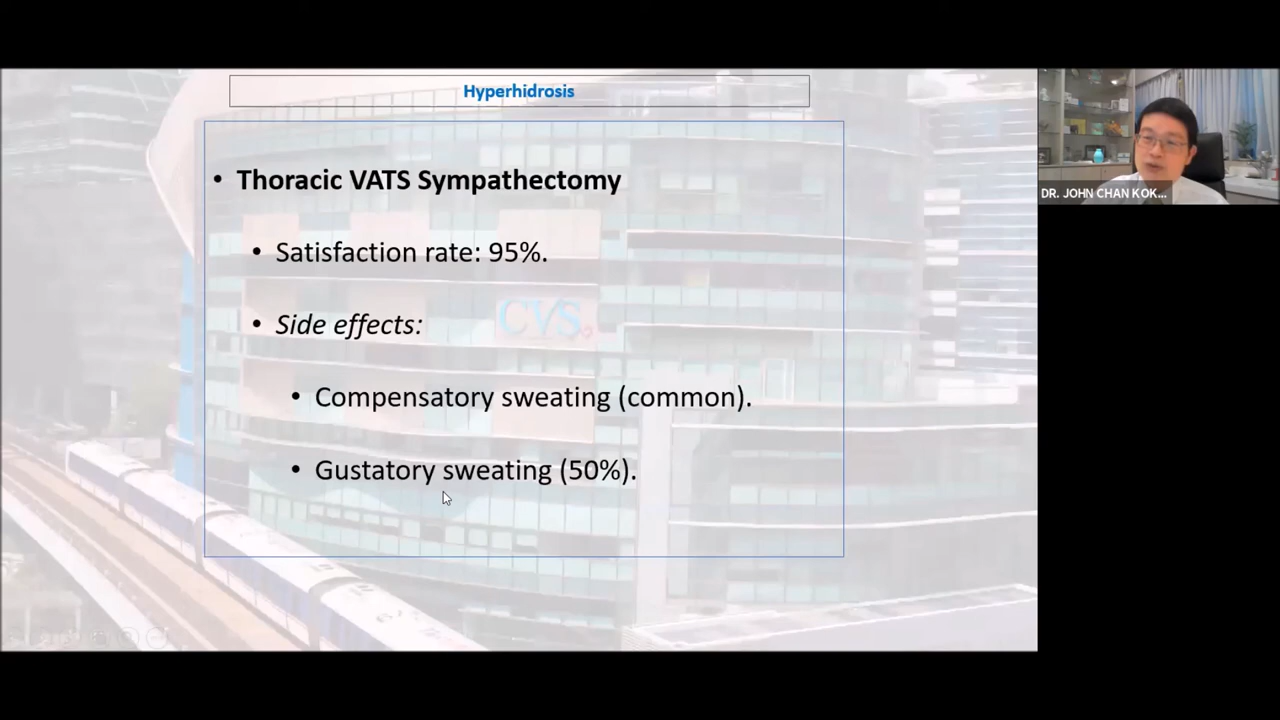 Hyperhidrosis
• Thoracic VATS Sympathectomy
• Satisfaction rate: 95%.
CVS
• Side effects:
• Compensatory sweating (common).
• Gustatory sweating (50%).
DR. JOHN CHAN KOK...